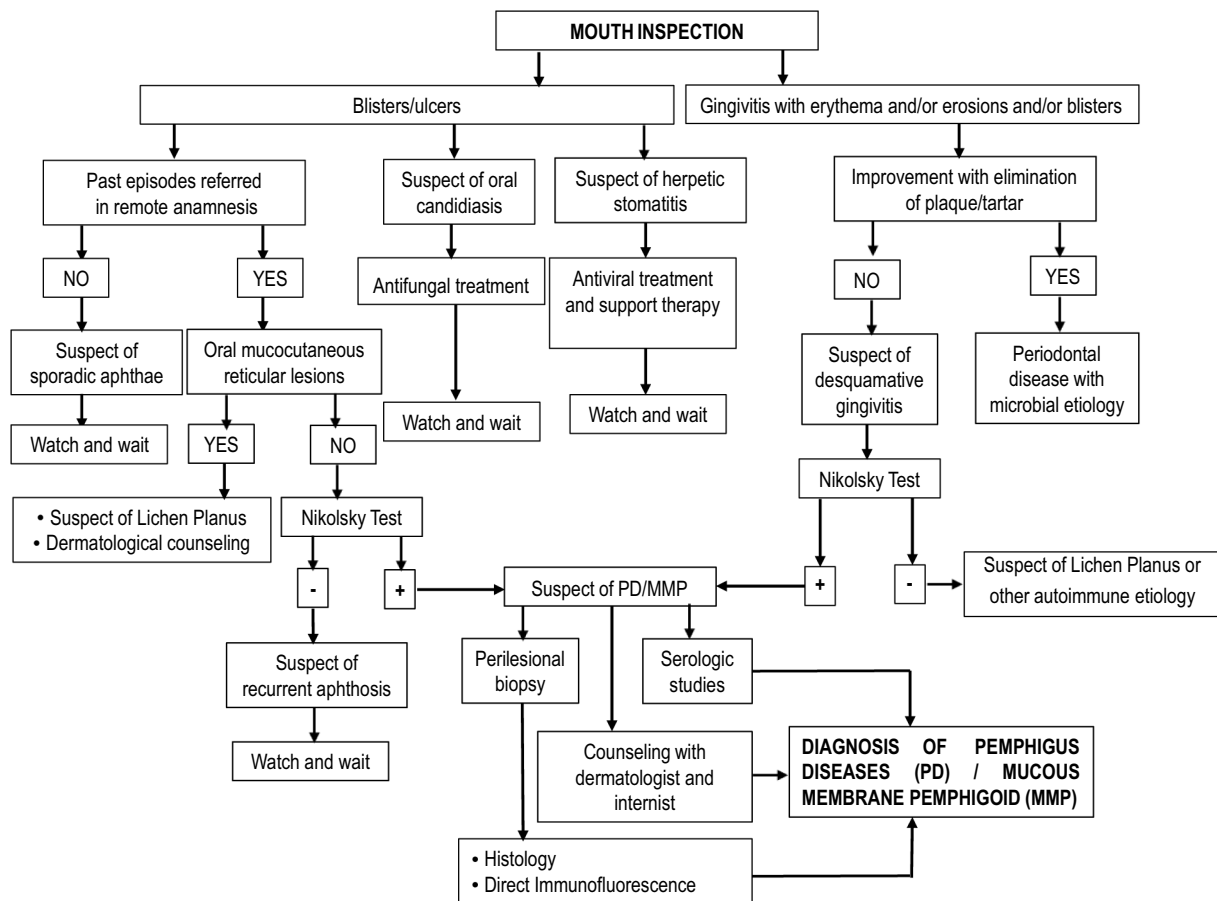 MOUTH INSPECTION
Blisters/ulcers
Gingivitis with erythema and/or erosions and/or blisters
Past episodes referred
in remote anamnesis
Suspect of oral
candidiasis
Suspect of herpetic
stomatitis
Improvement with elimination
of plaque/tartar
NO
YES
Antifungal treatment
Antiviral treatment
and support therapy
NO
YES
Suspect of
sporadic aphthae
Oral mucocutaneous
reticular lesions
Suspect of
desquamative
gingivitis
Periodontal
disease with
microbial etiology
Watch and wait
YES
NO
Watch and wait
Watch and wait
• Suspect of Lichen Planus
• Dermatological counseling
Nikolsky Test
Nikolsky Test
-
+
Suspect of PD/MMP
+
-
Suspect of Lichen Planus or
other autoimmune etiology
Suspect of
recurrent aphthosis
Perilesional
biopsy
Serologic
studies
Watch and wait
Counseling with
dermatologist and
internist
DIAGNOSIS OF PEMPHIGUS
DISEASES (PD) / MUCOUS
MEMBRANE PEMPHIGOID (MMP)
• Histology
• Direct Immunofluorescence